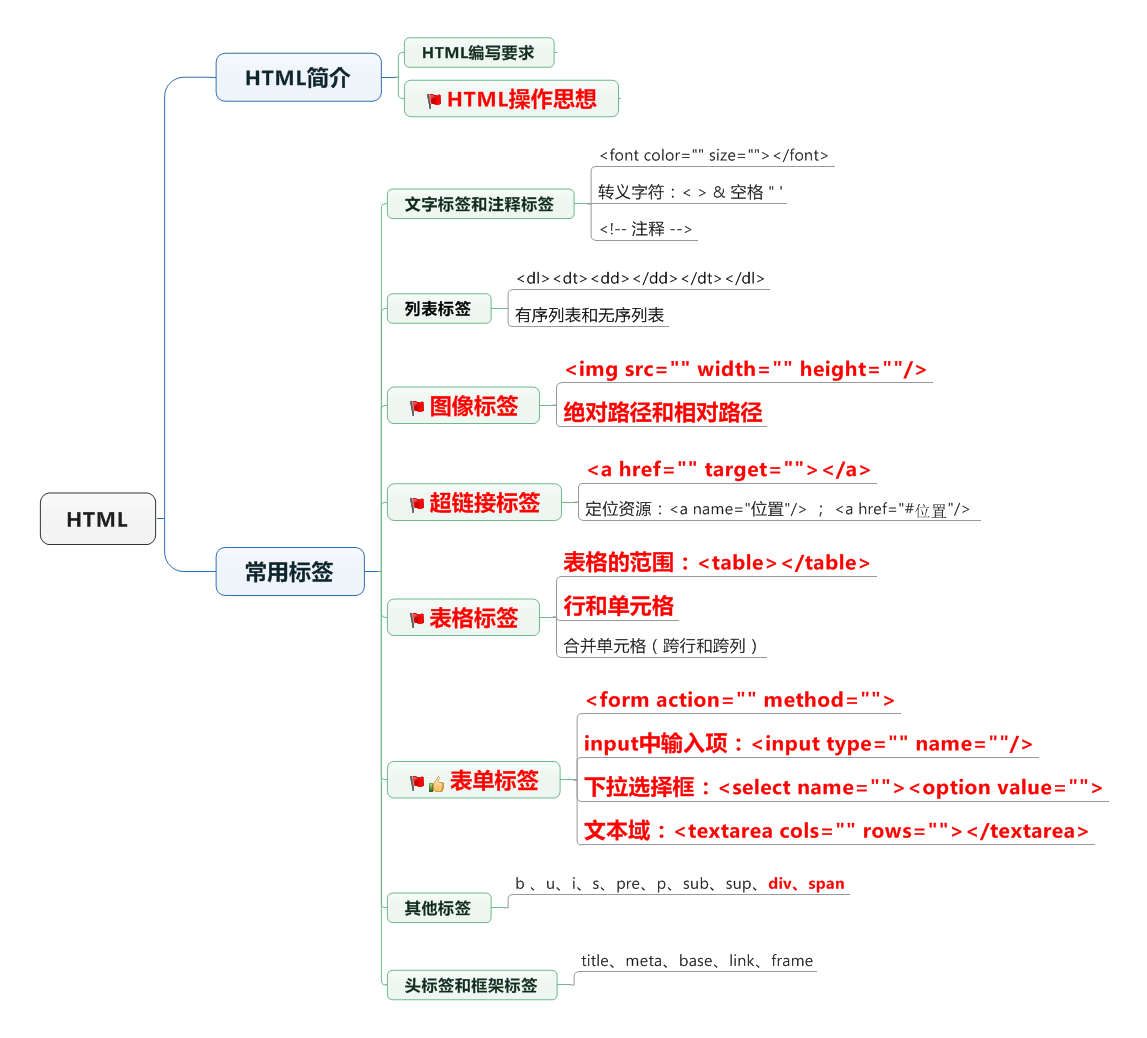 HTML
HTML简介
HTML编写要求
HTML操作思想
常用标签
文字标签和注释标签
<font color="" size=""></font>
转义字符：< > & 空格 " '
<!-- 注释 -->
列表标签
<dl><dt><dd></dd></dt></dl>
有序列表和无序列表
图像标签
<img src="" width="" height=""/>
绝对路径和相对路径
超链接标签
<a href="" target=""></a>
定位资源：<a name="位置"/> ； <a href="#位置"/>
表格标签
表格的范围：<table></table>
行和单元格
合并单元格（跨行和跨列）
表单标签
<form action="" method="">
input中输入项：<input type="" name=""/>
下拉选择框：<select name=""><option value="">
文本域：<textarea cols="" rows=""></textarea>
其他标签
b 、u、i、s、pre、p、sub、sup、div、span
头标签和框架标签
title、meta、base、link、frame